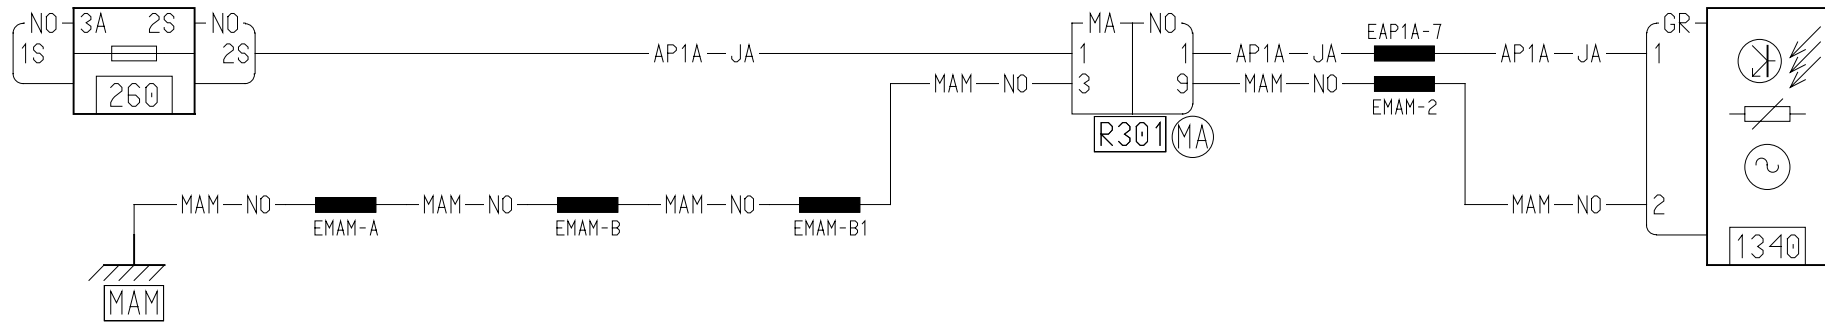 NO 3A 2S NO MA NO GR
1S 2S AP1A JA 1 1 AP1A JA EAP1A-7 AP1A JA 1
260 MAM NO 3 9 MAM NO EMAM-2
R301 MA
MAM NO EMAM-A MAM NO EMAM-B MAM NO EMAM-B1 MAM NO 2
1340
MAM